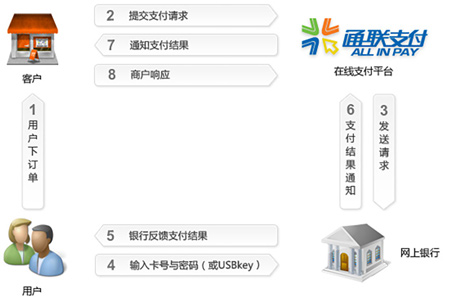 2 提交支付请求
7 通知支付结果
8 商户响应
通联支付
ALL IN PAY
客户
在线支付平台
1 用户下订单
6 支付结果通知
3 发送请求
5 银行反馈支付结果
4 输入卡号与密码（或USBkey）
用户
网上银行